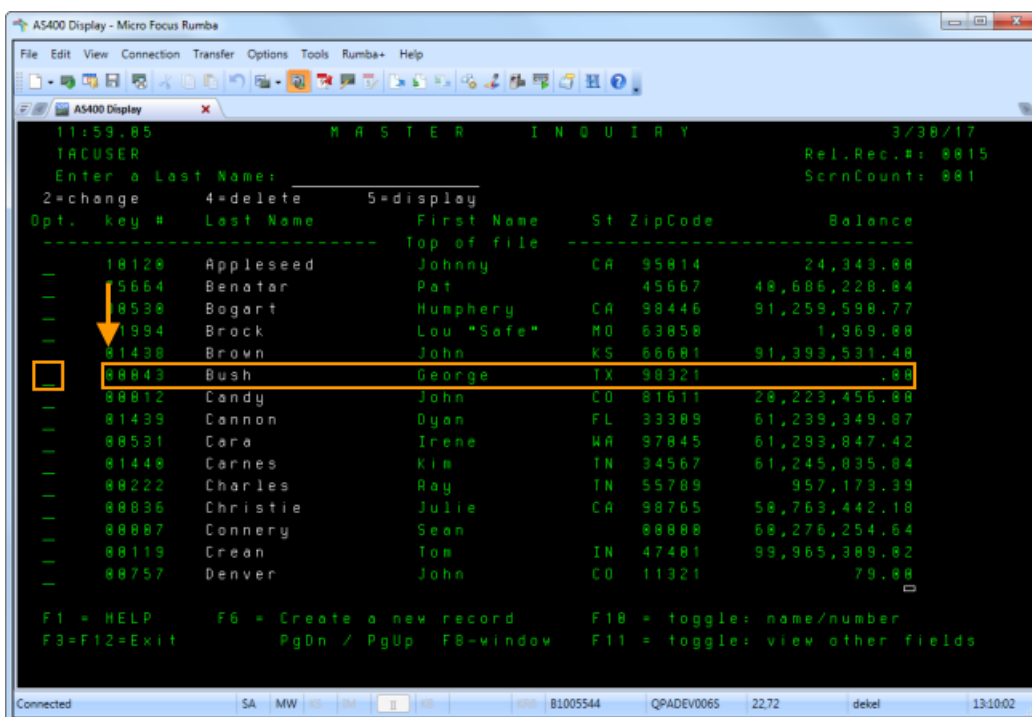 AS400 Display - Micro Focus Rumba
File Edit View Connection Transfer Options Tools Rumba+ Help
AS400 Display
11:59.05 M A S T E R I N Q U I R Y 3/30/17
TACUSER Rel.Rec.#: 0015
Enter a Last Name: ScrnCount: 001
2=change 4=delete 5=display
Opt. key # Last Name First Name St ZipCode Balance
------------------------------ Top of file ------------------------------
10120 Appleseed Johnny CA 95014 24,343.00
Benatar Pat 45667 40,686,228.04
Bogart Humphery CA 98446 91,259,590.77
Brock Lou "Safe" MO 63050 1,969.00
01438 Brown John KS 66601 91,393,531.40
00043 Bush George TX 98321 .00
00012 Candy John CO 81611 20,223,456.00
01439 Cannon Dyan FL 33309 61,239,349.87
00531 Cara Irene WA 97045 61,293,847.42
01440 Carnes Kim TN 34567 61,245,835.84
00222 Charles Ray TN 55709 957,173.39
00836 Christie Julie CA 98765 50,763,442.18
00007 Connery Sean 00000 60,276,254.64
00119 Crean Tom IN 47401 99,965,309.02
00757 Denver John CO 11321 79.00
F1 = HELP F6 = Create a new record F10 = toggle: name/number
F3=F12=Exit PgDn / PgUp F8-window F11 = toggle: view other fields
Connected SA MW KS IM KB KRB B1005544 QPADEV006S 22,72 dekel 13:10:02